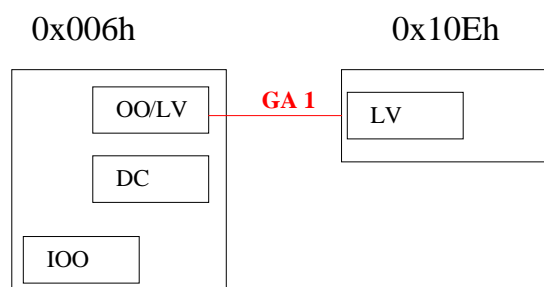 0x006h
0x10Eh
OO/LV
GA 1
LV
DC
IOO